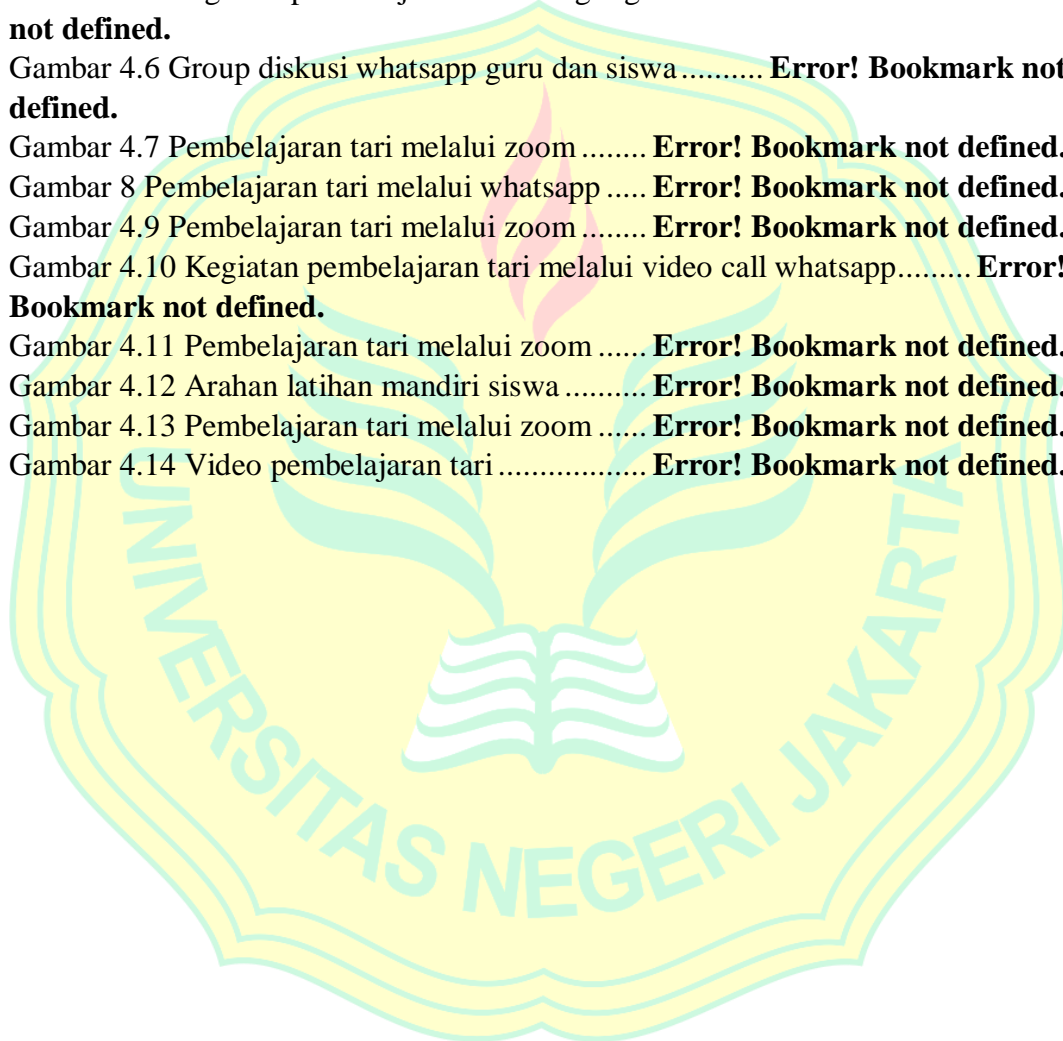 not defined.
Gambar 4.6 Group diskusi whatsapp guru dan siswa.......... Error! Bookmark not
defined.
Gambar 4.7 Pembelajaran tari melalui zoom ........ Error! Bookmark not defined.
Gambar 8 Pembelajaran tari melalui whatsapp ..... Error! Bookmark not defined.
Gambar 4.9 Pembelajaran tari melalui zoom ........ Error! Bookmark not defined.
Gambar 4.10 Kegiatan pembelajaran tari melalui video call whatsapp......... Error!
Bookmark not defined.
Gambar 4.11 Pembelajaran tari melalui zoom ...... Error! Bookmark not defined.
Gambar 4.12 Arahan latihan mandiri siswa .......... Error! Bookmark not defined.
Gambar 4.13 Pembelajaran tari melalui zoom ...... Error! Bookmark not defined.
Gambar 4.14 Video pembelajaran tari .................. Error! Bookmark not defined.
UNIVERSITAS NEGERI JAKARTA